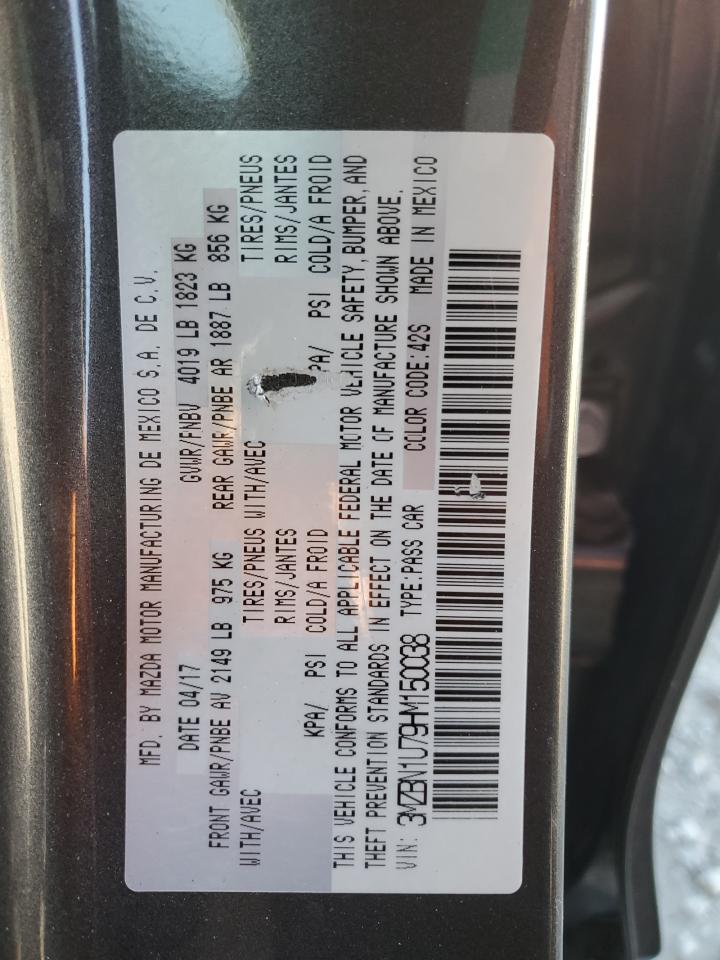 MFD. BY MAZDA MOTOR MANUFACTURING DE MEXICO S.A. DE C.V.
DATE 04/17 GVWR/PNBV 4019 LB 1823 KG
FRONT GAWR/PNBE AV 2149 LB 975 KG REAR GAWR/PNBE AR 1887 LB 856 KG
WITH/AVEC TIRES/PNEUS WITH/AVEC TIRES/PNEUS
RIMS/JANTES RIMS/JANTES
KPA/ PSI COLD/A FROID PA/ PSI COLD/A FROID
THIS VEHICLE CONFORMS TO ALL APPLICABLE FEDERAL MOTOR VEHICLE SAFETY, BUMPER, AND
THEFT PREVENTION STANDARDS IN EFFECT ON THE DATE OF MANUFACTURE SHOWN ABOVE.
VIN: 3MZBN1U79HM150038 TYPE:PASS CAR COLOR CODE:42S MADE IN MEXICO